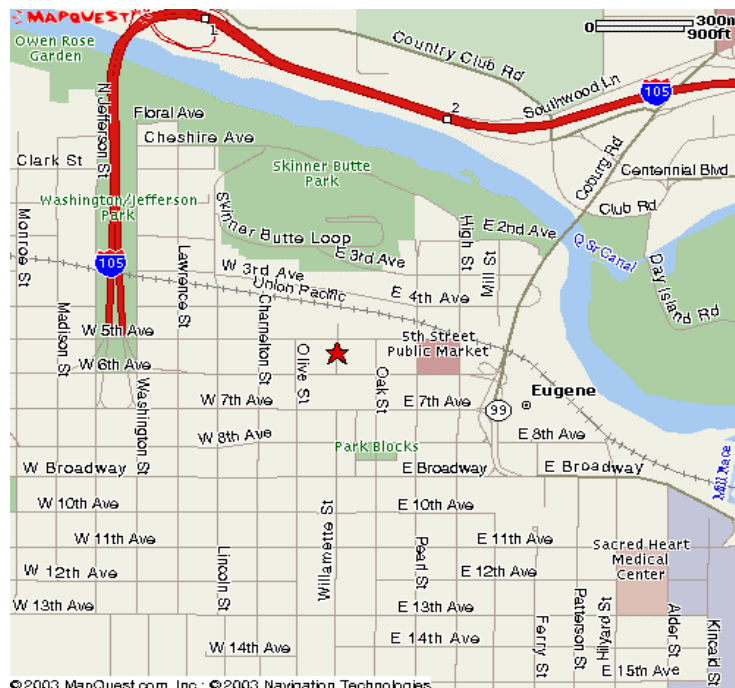 MAPQUEST
0 300m
900ft
Owen Rose
Garden
1
Country Club Rd
N Jefferson St
2
Southwood Ln
105
Floral Ave
Cheshire Ave
Coburg Rd
Clark St
Skinner Butte
Park
Centennial Blvd
Washington/Jefferson
Park
Club Rd
Monroe St
Skinner Butte Loop
High St
E 2nd Ave
Q St Canal
Mill St
Day Island Rd
105
Lawrence St
W 3rd Ave
E 3rd Ave
Union Pacific
E 4th Ave
Madison St
Charnelton St
W 5th Ave
5th Street
Public Market
W 6th Ave
Olive St
Oak St
Washington St
W 7th Ave
E 7th Ave
99
Eugene
W 8th Ave
E 8th Ave
Park Blocks
W Broadway
E Broadway
E Broadway
Mill Race
W 10th Ave
E 10th Ave
Willamette St
W 11th Ave
E 11th Ave
Sacred Heart
Medical
Center
Lincoln St
Pearl St
W 12th Ave
E 12th Ave
W 13th Ave
E 13th Ave
Ferry St
Patterson St
Hilyard St
Alder St
Kincaid St
W 14th Ave
E 14th Ave
E 15th Ave
©2003 MapQuest.com, Inc.; ©2003 Navigation Technologies